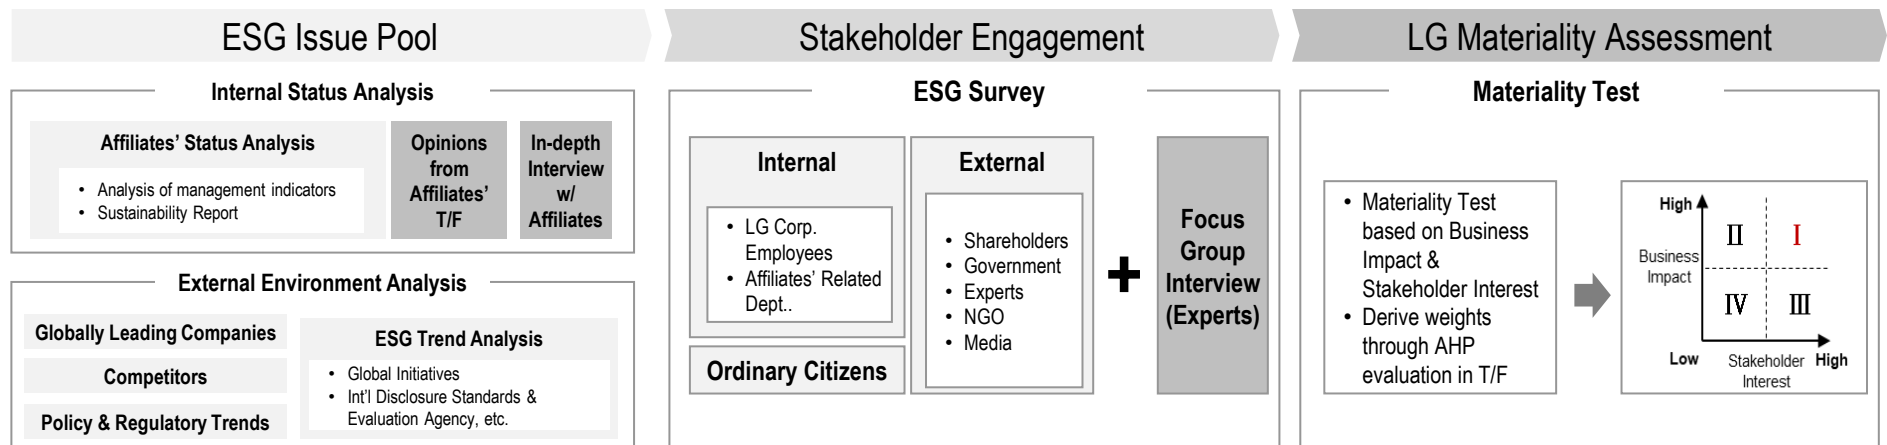 ESG Issue Pool
Stakeholder Engagement
LG Materiality Assessment
Internal Status Analysis
Affiliates' Status Analysis
• Analysis of management indicators
• Sustainability Report
Opinions
from
Affiliates'
T/F
In-depth
Interview
w/
Affiliates
External Environment Analysis
Globally Leading Companies
Competitors
Policy & Regulatory Trends
ESG Trend Analysis
• Global Initiatives
• Int'l Disclosure Standards &
Evaluation Agency, etc.
ESG Survey
Internal
• LG Corp.
Employees
• Affiliates' Related
Dept..
Ordinary Citizens
External
• Shareholders
• Government
• Experts
• NGO
• Media
+
Focus
Group
Interview
(Experts)
Materiality Test
• Materiality Test
based on Business
Impact &
Stakeholder Interest
• Derive weights
through AHP
evaluation in T/F
High
Business
Impact
II
I
IV
III
Low
Stakeholder
Interest
High